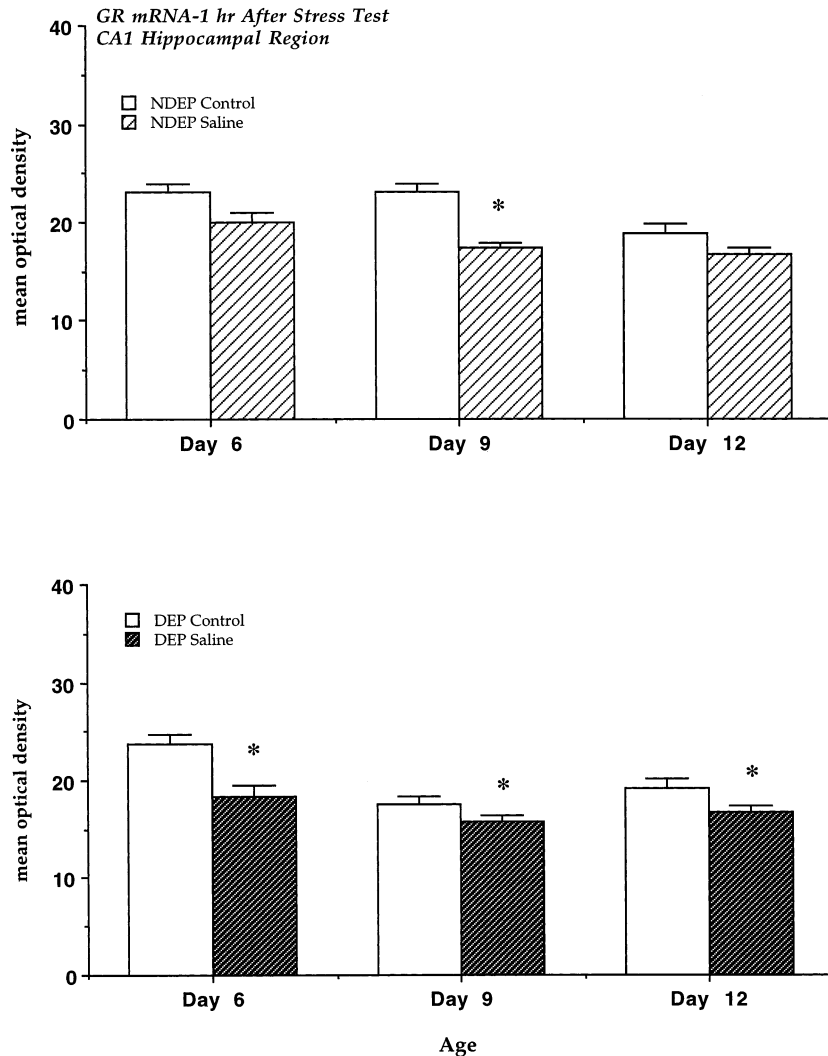 GR mRNA-1 hr After Stress Test
CA1 Hippocampal Region
40
30
20
10
0
mean optical density
NDEP Control
NDEP Saline
*
Day 6
Day 9
Day 12
40
30
20
10
0
mean optical density
DEP Control
DEP Saline
*
*
*
Day 6
Day 9
Day 12
Age